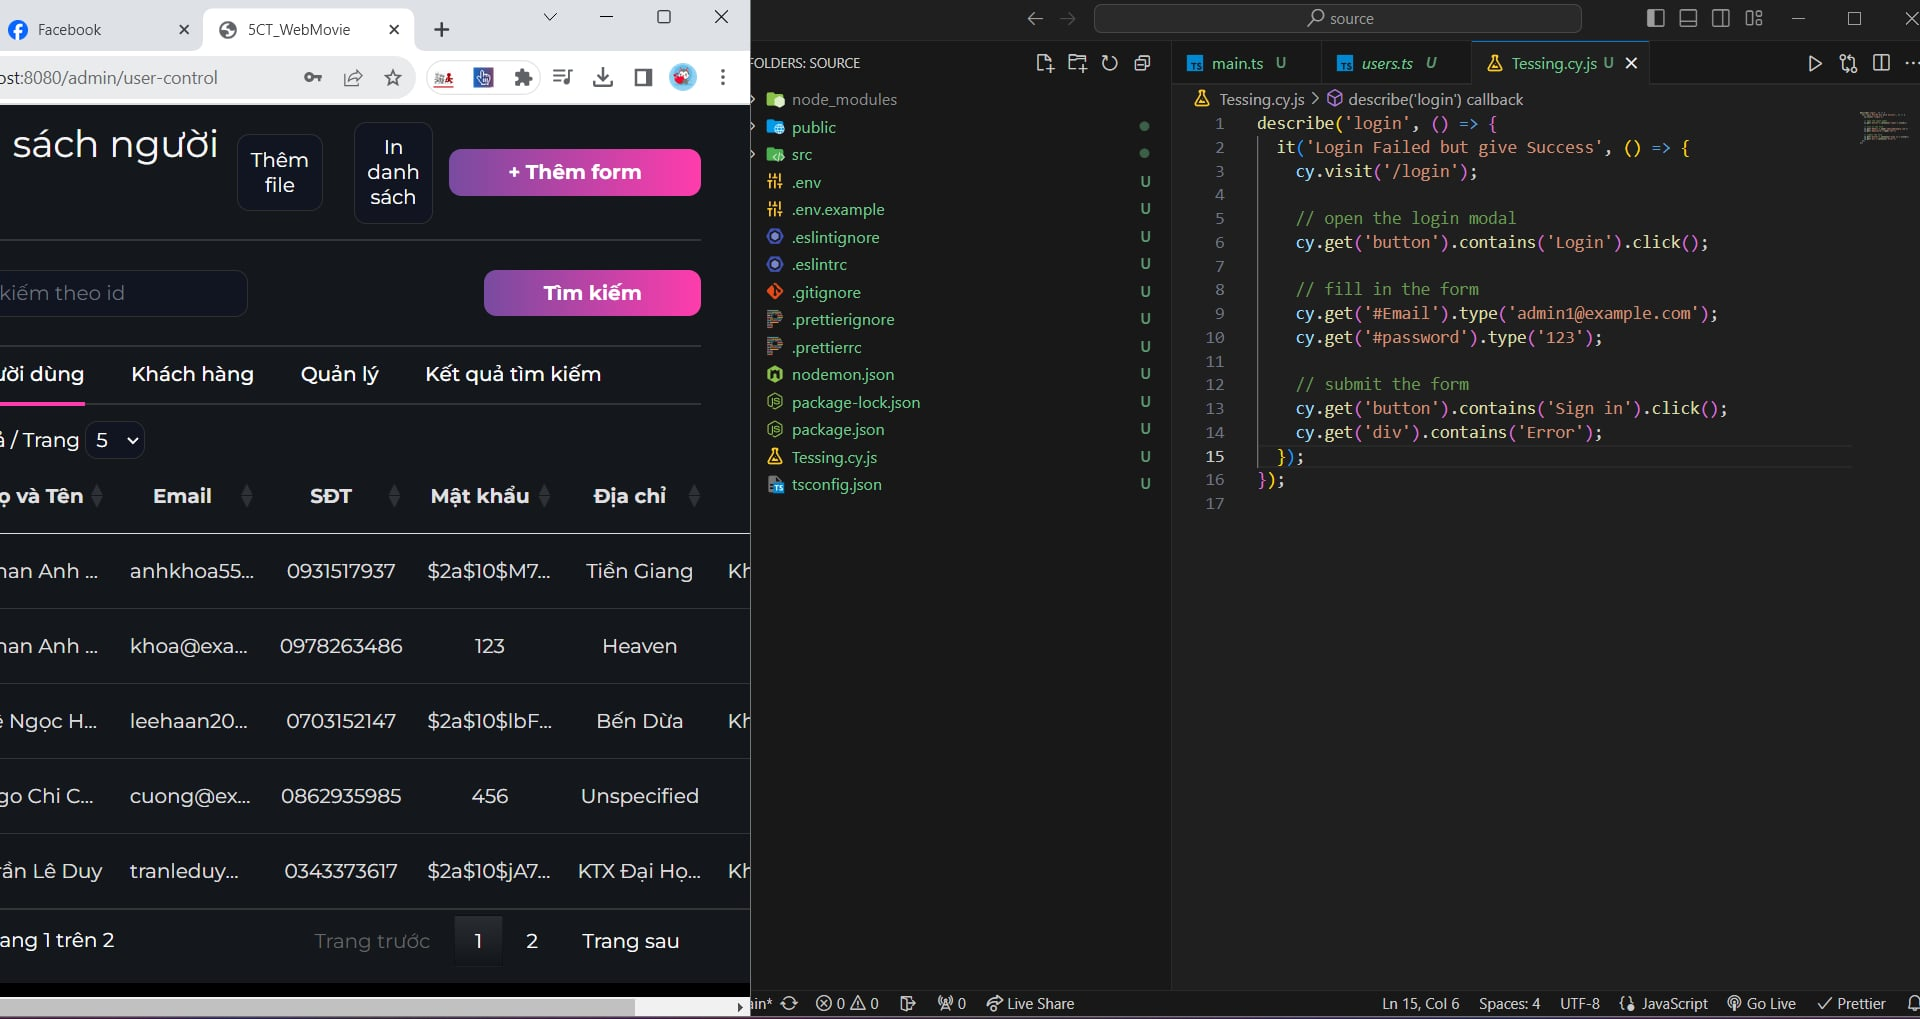 Facebook
5CT_WebMovie
ost:8080/admin/user-control
sách người
Thêm
file
In
danh
sách
+ Thêm form
kiếm theo id
Tìm kiếm
ười dùng
Khách hàng
Quản lý
Kết quả tìm kiếm
ả / Trang 5
ọ và Tên Email SĐT Mật khẩu Địa chỉ
nan Anh ... anhkhoa55... 0931517937 $2a$10$M7... Tiền Giang Kh
nan Anh ... khoa@exa... 0978263486 123 Heaven
ê Ngọc H... leehaan20... 0703152147 $2a$10$lbF... Bến Dừa Kh
go Chi C... cuong@ex... 0862935985 456 Unspecified
rần Lê Duy tranleduy... 0343373617 $2a$10$jA7... KTX Đại Họ... Kh
ang 1 trên 2
Trang trước 1 2 Trang sau
source
FOLDERS: SOURCE
node_modules
public
src
.env U
.env.example U
.eslintignore U
.eslintrc U
.gitignore U
.prettierignore U
.prettierrc U
nodemon.json U
package-lock.json U
package.json U
Tessing.cy.js U
tsconfig.json U
main.ts U
users.ts U
Tessing.cy.js U
Tessing.cy.js > describe('login') callback
1 describe('login', () => {
2 it('Login Failed but give Success', () => {
3 cy.visit('/login');
4
5 // open the login modal
6 cy.get('button').contains('Login').click();
7
8 // fill in the form
9 cy.get('#Email').type('admin1@example.com');
10 cy.get('#password').type('123');
11
12 // submit the form
13 cy.get('button').contains('Sign in').click();
14 cy.get('div').contains('Error');
15 });
16 });
17
ain* 0 0 0 Live Share
Ln 15, Col 6 Spaces: 4 UTF-8 JavaScript Go Live Prettier